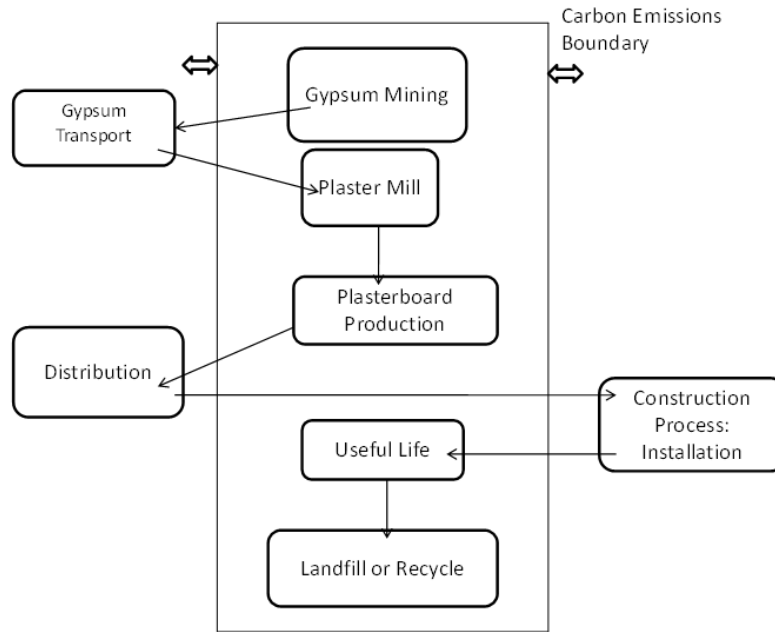 Carbon Emissions
Boundary
Gypsum Mining
Gypsum
Transport
Plaster Mill
Plasterboard
Production
Distribution
Construction
Process:
Installation
Useful Life
Landfill or Recycle